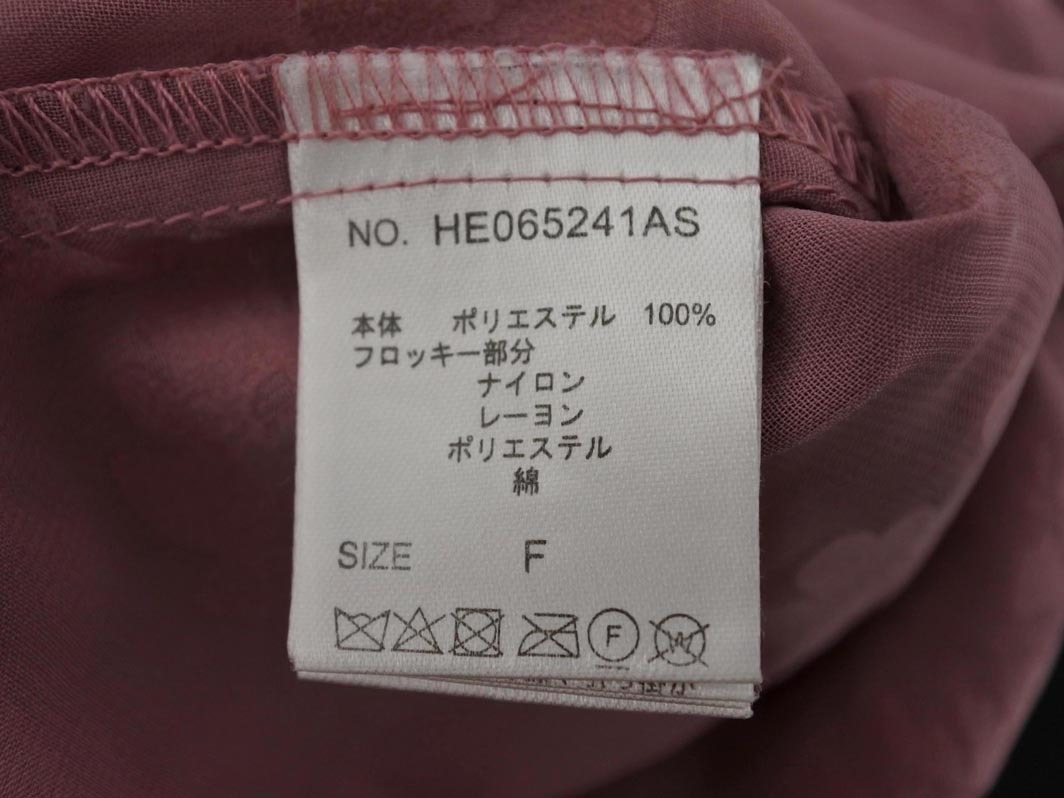 NO. HE065241AS
本体 ポリエステル 100%
フロッキー部分
ナイロン
レーヨン
ポリエステル
綿
SIZE F
F W